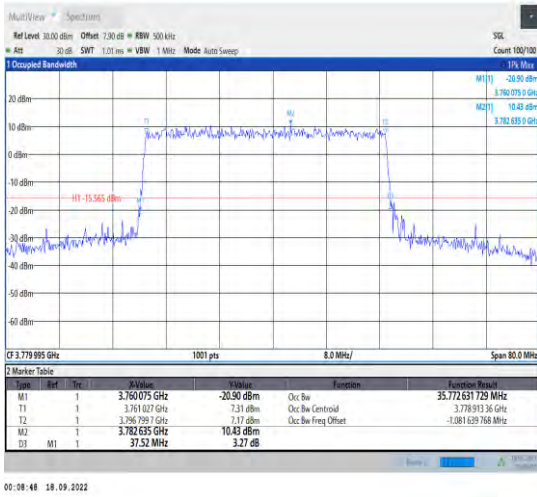 MultiView Spectrum
Ref Level 30.00 dBm Offset 7.90 dB RBW 500 kHz SGL
Att 30 dB SWT 1.01 ms VBW 1 MHz Mode Auto Sweep Count 100/100
1 Occupied Bandwidth 1Pk Max
M1[1] -20.90 dBm
3.760 075 0 GHz
M2[1] 10.43 dBm
3.782 635 0 GHz
20 dBm
M2
T1 T2
10 dBm
0 dBm
-10 dBm
H1 -15.565 dBm
M1
-20 dBm
-30 dBm
-40 dBm
-50 dBm
-60 dBm
CF 3.779 995 GHz 1001 pts 8.0 MHz/ Span 80.0 MHz
2 Marker Table
Type Ref Trc X-Value Y-Value Function Function Result
M1 1 3.760 075 GHz -20.90 dBm Occ Bw 35.772 631 729 MHz
T1 1 3.761 027 GHz 7.31 dBm Occ Bw Centroid 3.778 913 36 GHz
T2 1 3.796 799 7 GHz 7.17 dBm Occ Bw Freq Offset -1.081 639 768 MHz
M2 1 3.782 635 GHz 10.43 dBm
D3 M1 1 37.52 MHz 3.27 dB
00:08:48 18.09.2022